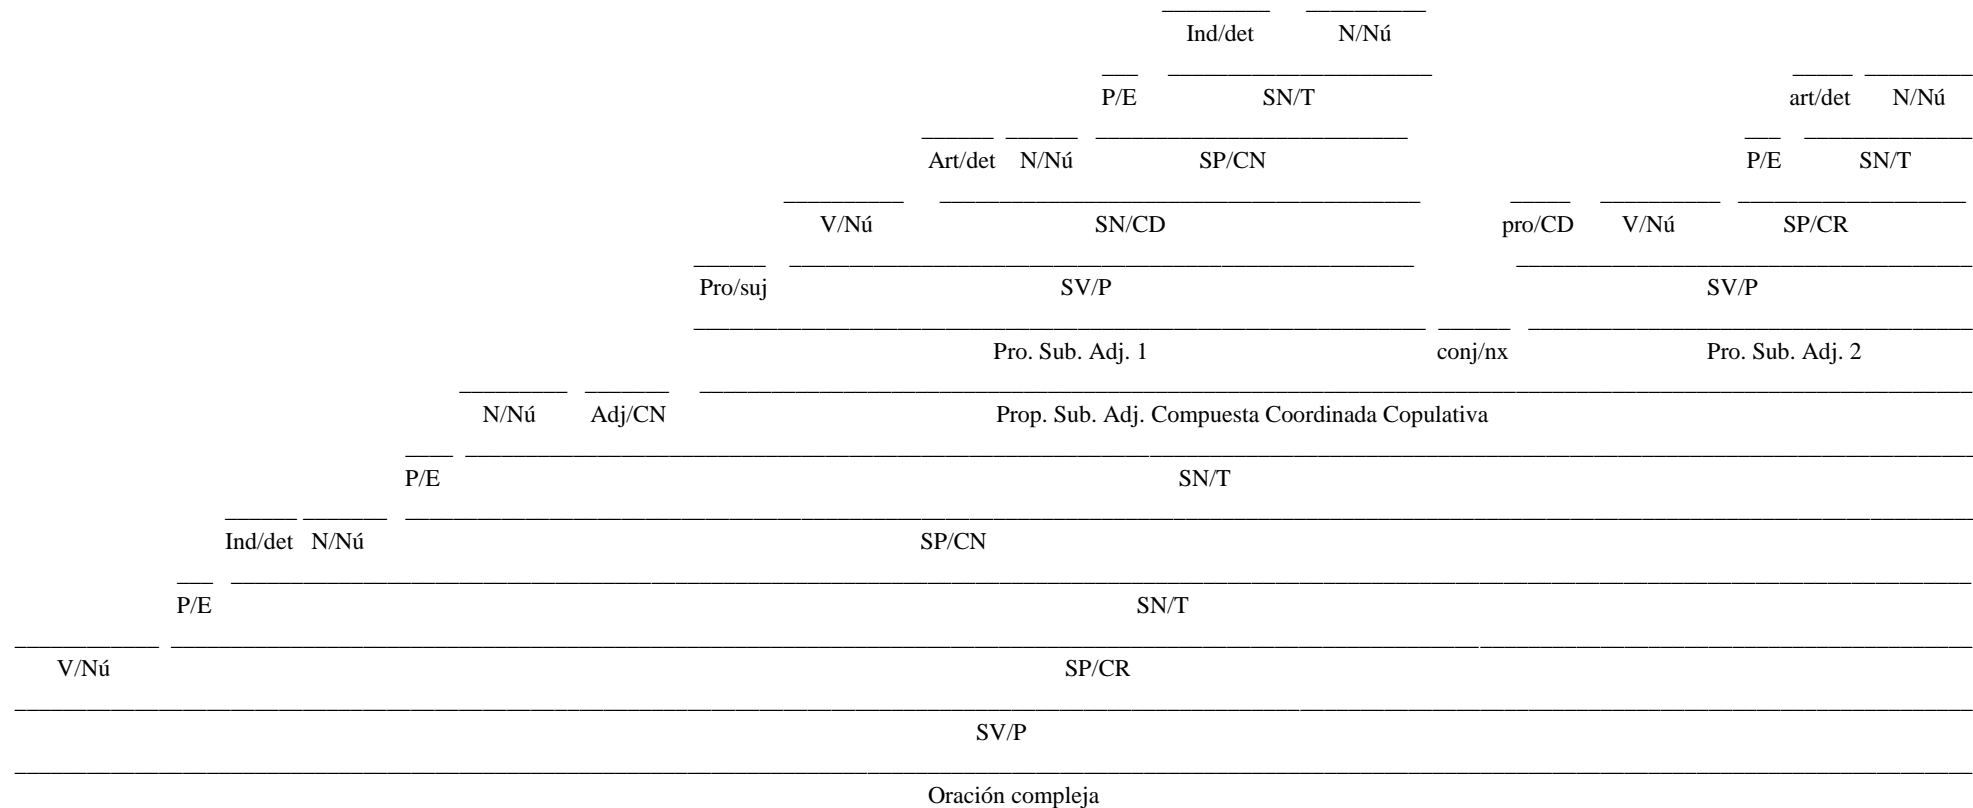 Ind/det N/Nú
P/E SN/T art/det N/Nú
Art/det N/Nú SP/CN P/E SN/T
V/Nú SN/CD pro/CD V/Nú SP/CR
Pro/suj SV/P SV/P
Pro. Sub. Adj. 1 conj/nx Pro. Sub. Adj. 2
N/Nú Adj/CN Prop. Sub. Adj. Compuesta Coordinada Copulativa
P/E SN/T
Ind/det N/Nú SP/CN
P/E SN/T
V/Nú SP/CR
SV/P
Oración compleja